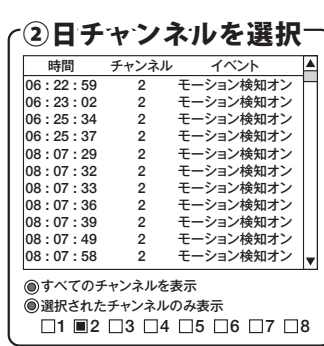 ②日チャンネルを選択
時間 チャンネル イベント
06 : 22 : 59 2 モーション検知オン
06 : 23 : 02 2 モーション検知オン
06 : 25 : 34 2 モーション検知オン
06 : 25 : 37 2 モーション検知オン
08 : 07 : 29 2 モーション検知オン
08 : 07 : 32 2 モーション検知オン
08 : 07 : 33 2 モーション検知オン
08 : 07 : 36 2 モーション検知オン
08 : 07 : 39 2 モーション検知オン
08 : 07 : 49 2 モーション検知オン
08 : 07 : 58 2 モーション検知オン
◎すべてのチャンネルを表示
◎選択されたチャンネルのみ表示
□1 ■2 □3 □4 □5 □6 □7 □8